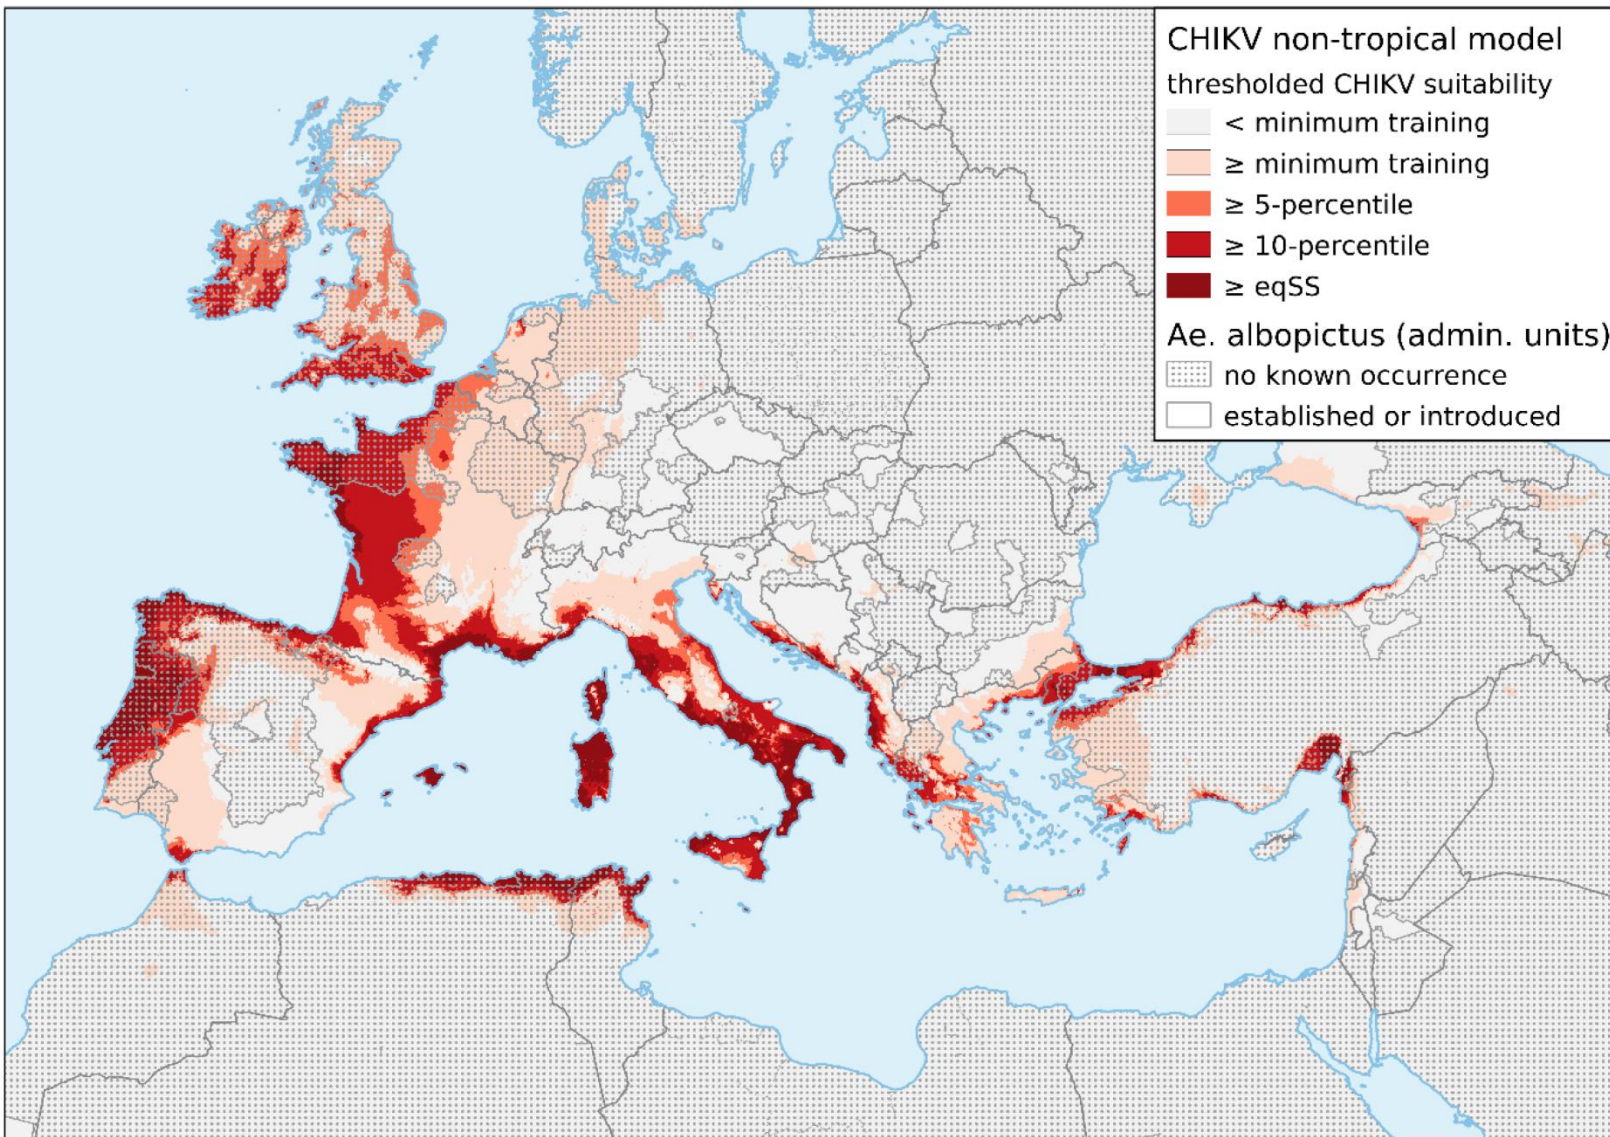 CHIKV non-tropical model
thresholded CHIKV suitability
< minimum training
≥ minimum training
≥ 5-percentile
≥ 10-percentile
≥ eqSS
Ae. albopictus (admin. units)
no known occurrence
established or introduced